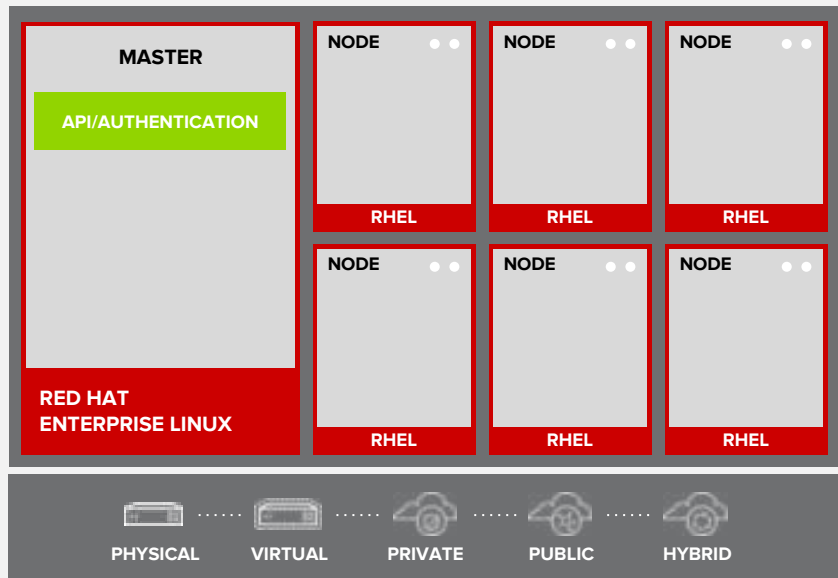 MASTER
API/AUTHENTICATION
RED HAT
ENTERPRISE LINUX
NODE
NODE
NODE
RHEL
RHEL
RHEL
NODE
NODE
NODE
RHEL
RHEL
RHEL
PHYSICAL
VIRTUAL
PRIVATE
PUBLIC
HYBRID